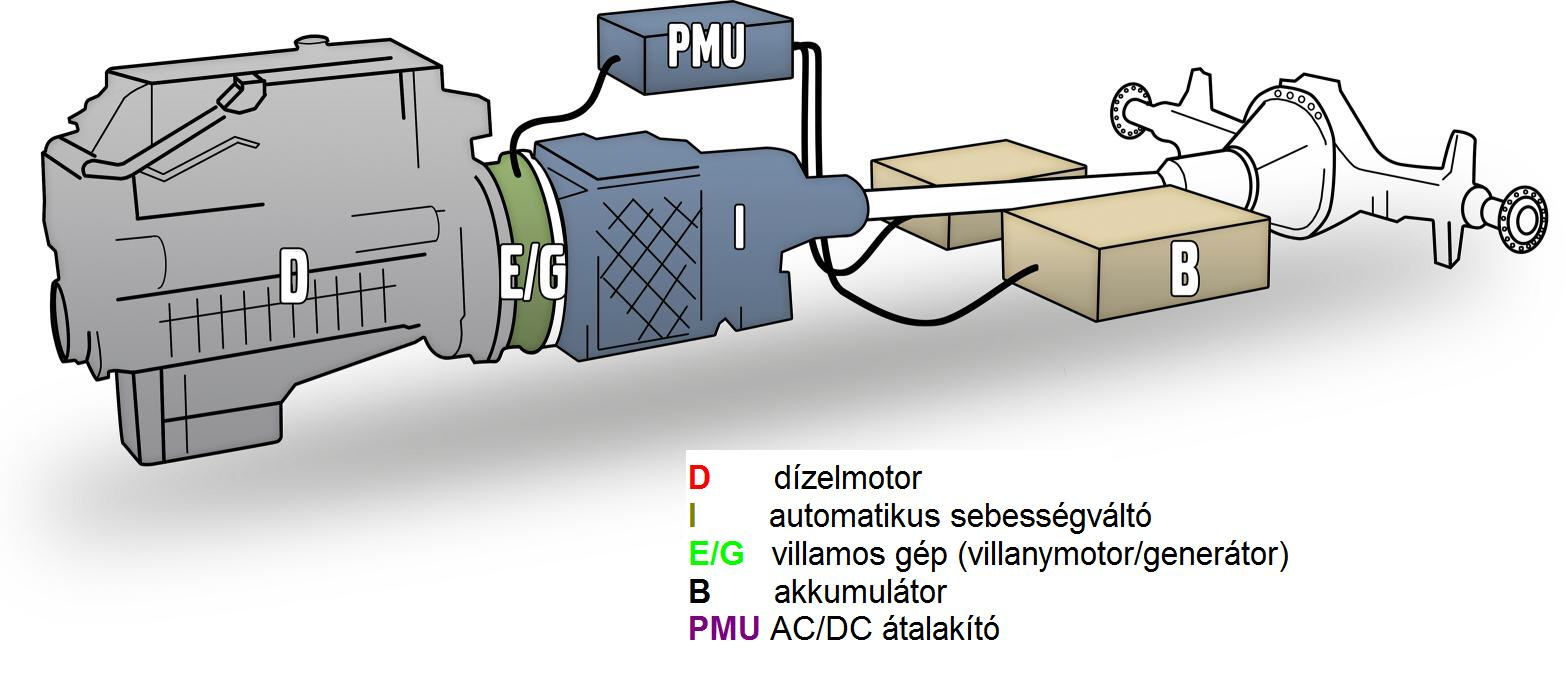 PMU
D
E/G
I
B
D dízelmotor
I automatikus sebességváltó
E/G villamos gép (villanymotor/generátor)
B akkumulátor
PMU AC/DC átalakító